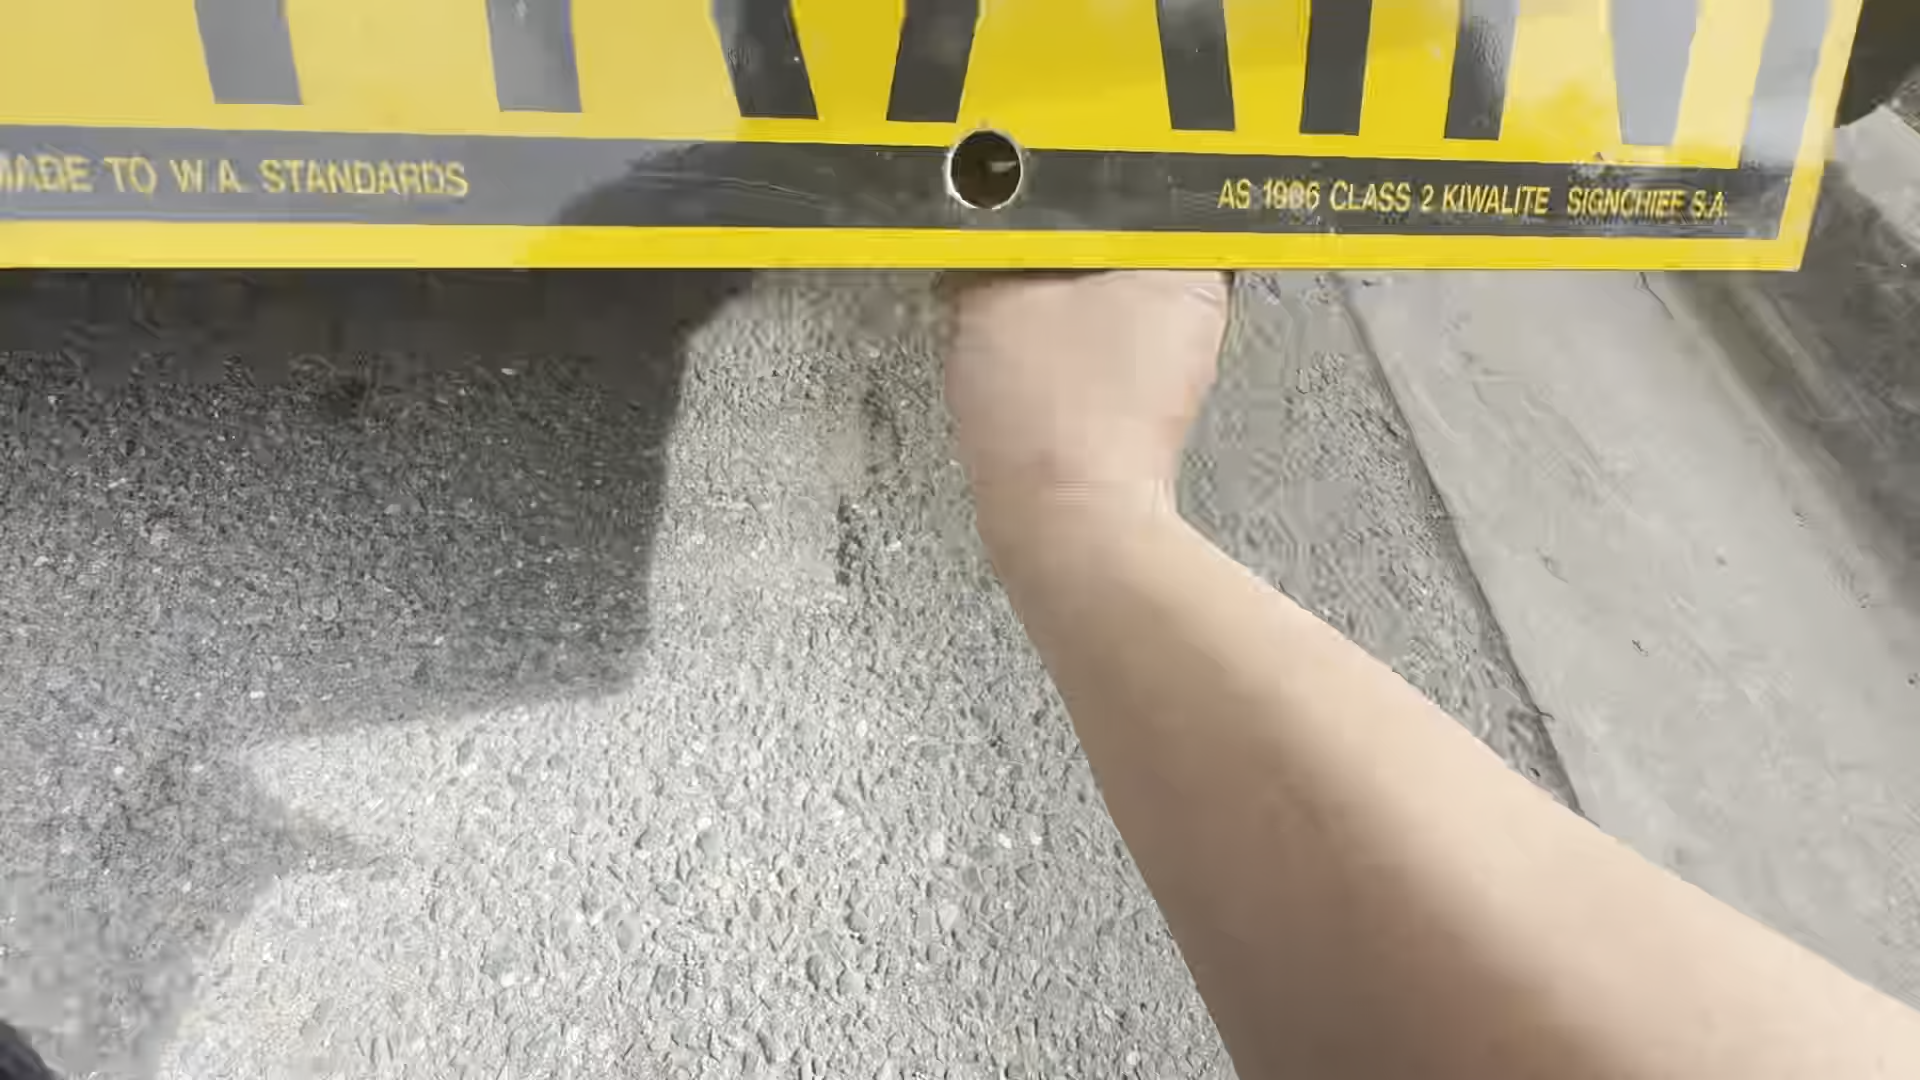 MADE TO W.A. STANDARDS
AS 1906 CLASS 2 KIWALITE SIGNCHIEF S.A.